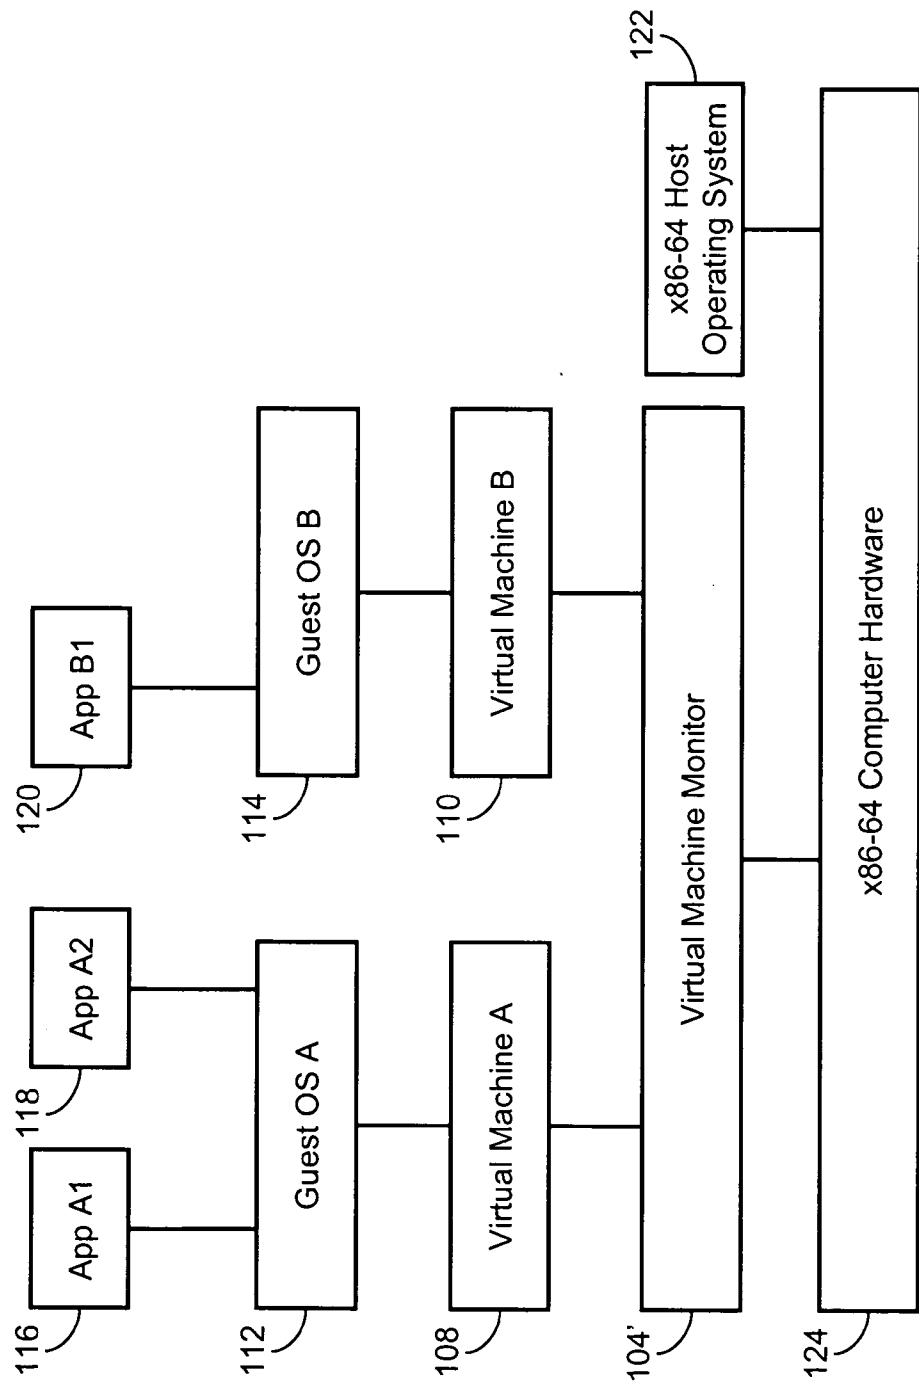 116
App A1
118
App A2
120
App B1
112
Guest OS A
114
Guest OS B
108
Virtual Machine A
110
Virtual Machine B
104'
Virtual Machine Monitor
122
x86-64 Host
Operating System
124
x86-64 Computer Hardware